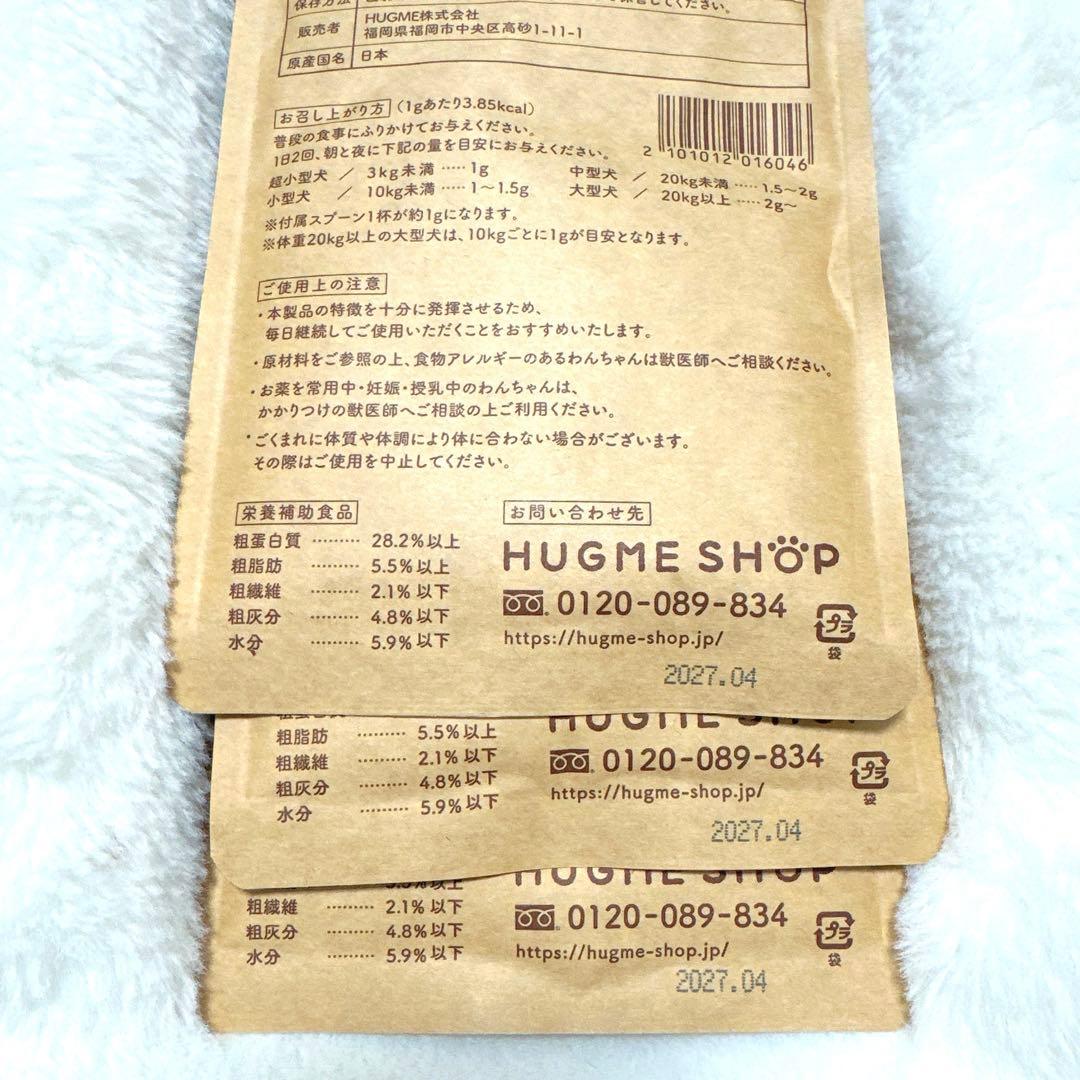 保存方法
してください。
販売者 HUGME株式会社
福岡県福岡市中央区高砂1-11-1
原産国名 日本
お召し上がり方 (1gあたり3.85kcal)
普段の食事にふりかけてお与えください。
1日2回、朝と夜に下記の量を目安にお与えください。
超小型犬 / 3kg未満 ····· 1g
小型犬 / 10kg未満 ····· 1〜1.5g
中型犬 / 20kg未満 ····· 1.5〜2g
大型犬 / 20kg以上 ····· 2g〜
※付属スプーン1杯が約1gになります。
※体重20kg以上の大型犬は、10kgごとに1gが目安となります。
2 101012 016046
ご使用上の注意
・本製品の特徴を十分に発揮させるため、
毎日継続してご使用いただくことをおすすめいたします。
・原材料をご参照の上、食物アレルギーのあるわんちゃんは獣医師へご相談ください。
・お薬を常用中・妊娠・授乳中のわんちゃんは、
かかりつけの獣医師へご相談の上ご利用ください。
・ごくまれに体質や体調により体に合わない場合がございます。
その際はご使用を中止してください。
栄養補助食品
粗蛋白質 ········· 28.2%以上
粗脂肪 ········· 5.5%以上
粗繊維 ········· 2.1%以下
粗灰分 ········· 4.8%以下
水分 ········· 5.9%以下
お問い合わせ先
HUGME SHOP
0120-089-834
https://hugme-shop.jp/
プラ
袋
2027.04
粗脂肪 ········· 5.5%以上
粗繊維 ········· 2.1%以下
粗灰分 ········· 4.8%以下
水分 ········· 5.9%以下
HUGME SHOP
0120-089-834
https://hugme-shop.jp/
プラ
袋
2027.04
5.5%以上
粗繊維 ········· 2.1%以下
粗灰分 ········· 4.8%以下
水分 ········· 5.9%以下
HUGME SHOP
0120-089-834
https://hugme-shop.jp/
プラ
袋
2027.04